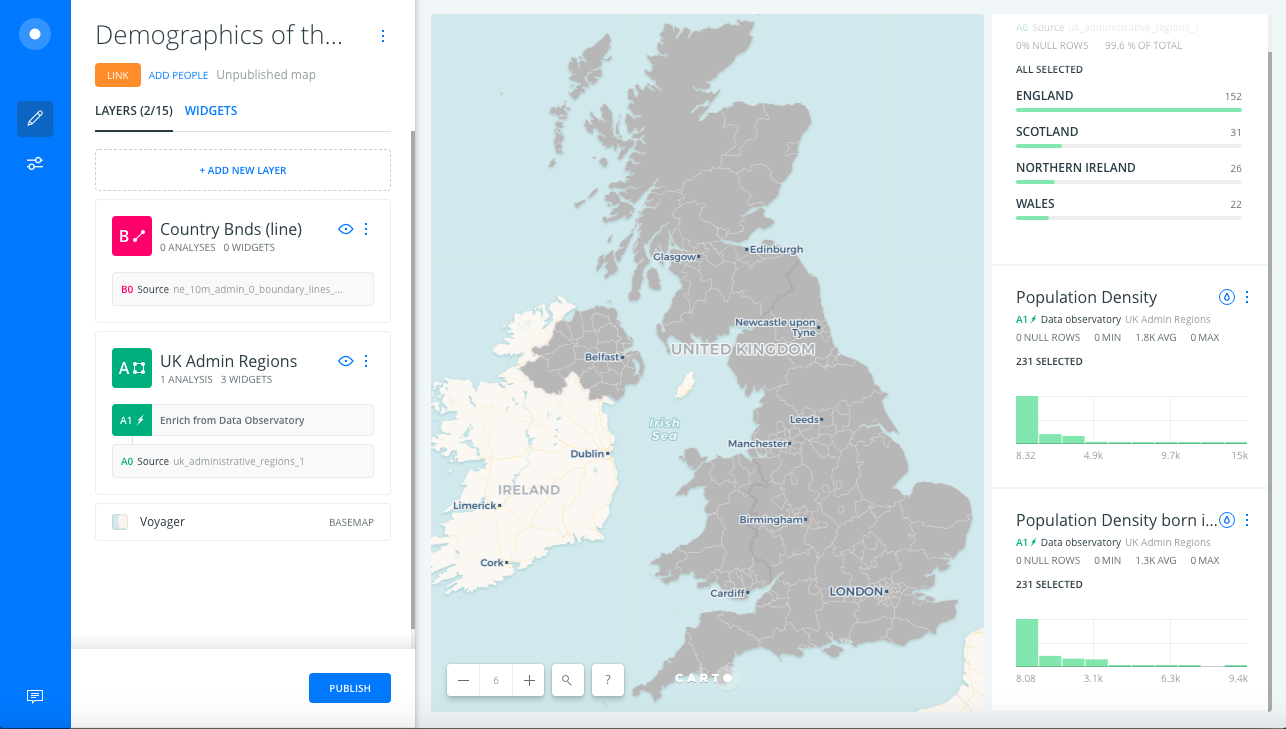 Demographics of th...
LINK
ADD PEOPLE
Unpublished map
LAYERS (2/15)
WIDGETS
+ ADD NEW LAYER
B
Country Bnds (line)
0 ANALYSES 0 WIDGETS
B0 Source ne_10m_admin_0_boundary_lines_...
A
UK Admin Regions
1 ANALYSIS 3 WIDGETS
A1 Enrich from Data Observatory
A0 Source uk_administrative_regions_1
Voyager
BASEMAP
PUBLISH
Edinburgh
Glasgow
Newcastle upon
Tyne
UNITED KINGDOM
Belfast
Irish
Sea
Leeds
Manchester
Dublin
IRELAND
Limerick
Birmingham
Cork
Cardiff
LONDON
6
?
CARTO
A0 Source uk_administrative_regions_1
0% NULL ROWS 99.6 % OF TOTAL
ALL SELECTED
ENGLAND 152
SCOTLAND 31
NORTHERN IRELAND 26
WALES 22
Population Density
A1 Data observatory UK Admin Regions
0 NULL ROWS 0 MIN 1.8K AVG 0 MAX
231 SELECTED
8.32 4.9k 9.7k 15k
Population Density born i...
A1 Data observatory UK Admin Regions
0 NULL ROWS 0 MIN 1.3K AVG 0 MAX
231 SELECTED
8.08 3.1k 6.3k 9.4k